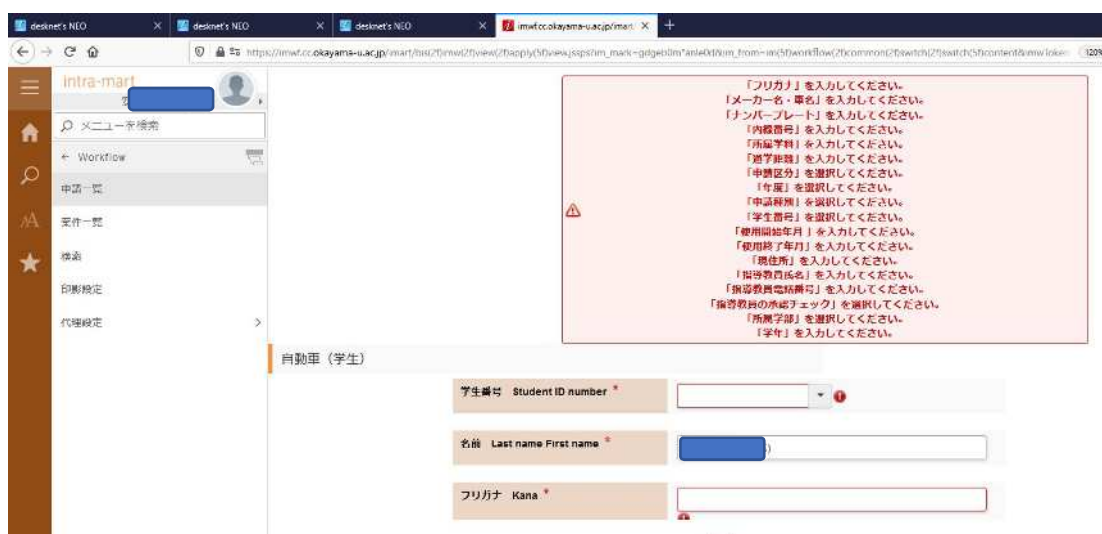 desknet's NEO
desknet's NEO
desknet's NEO
imwf.cc.okayama-u.ac.jp/imart/
120%
intra-mart
メニューを検索
← Workflow
申請一覧
案件一覧
検索
印影設定
代理設定
「フリガナ」を入力してください。
「メーカー名・車名」を入力してください。
「ナンバープレート」を入力してください。
「内線番号」を入力してください。
「所属学科」を入力してください。
「通学距離」を入力してください。
「申請区分」を選択してください。
「年度」を選択してください。
「申請種別」を選択してください。
「学生番号」を選択してください。
「使用開始年月 」を入力してください。
「使用終了年月」を入力してください。
「現住所」を入力してください。
「指導教員氏名」を入力してください。
「指導教員電話番号」を入力してください。
「指導教員の承認チェック」を選択してください。
「所属学部」を選択してください。
「学年」を入力してください。
自動車（学生）
学生番号 Student ID number *
名前 Last name First name *
フリガナ Kana *